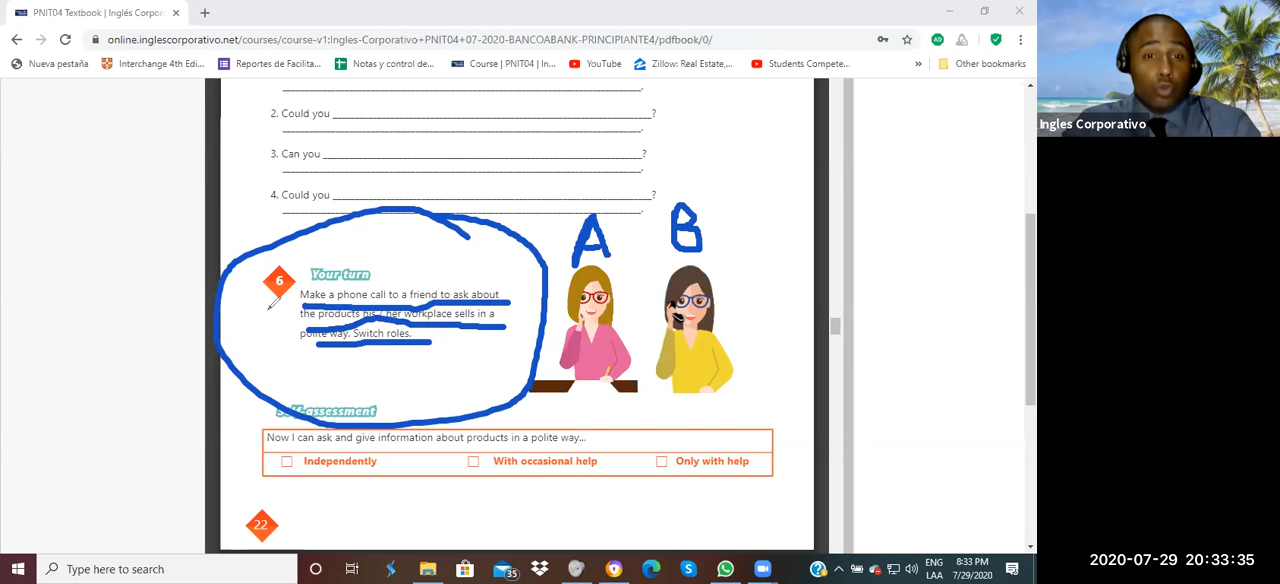 PNIT04 Textbook | Inglés Corpor
online.inglescorporativo.net/courses/course-v1:Ingles-Corporativo+PNIT04+07-2020-BANCOABANK-PRINCIPIANTE4/pdfbook/0/
Nueva pestaña
Interchange 4th Edi...
Reportes de Facilita...
Notas y control de...
Course | PNIT04 | In...
YouTube
Zillow: Real Estate,...
Students Compete...
»
Other bookmarks
Ingles Corporativo
2. Could you ?
3. Can you ?
4. Could you ?
A B
6 Your turn
Make a phone call to a friend to ask about
the products his / her workplace sells in a
polite way. Switch roles.
Self-assessment
Now I can ask and give information about products in a polite way...
Independently With occasional help Only with help
22
Type here to search
35
ENG
LAA
8:33 PM
7/29/2020
2020-07-29 20:33:35